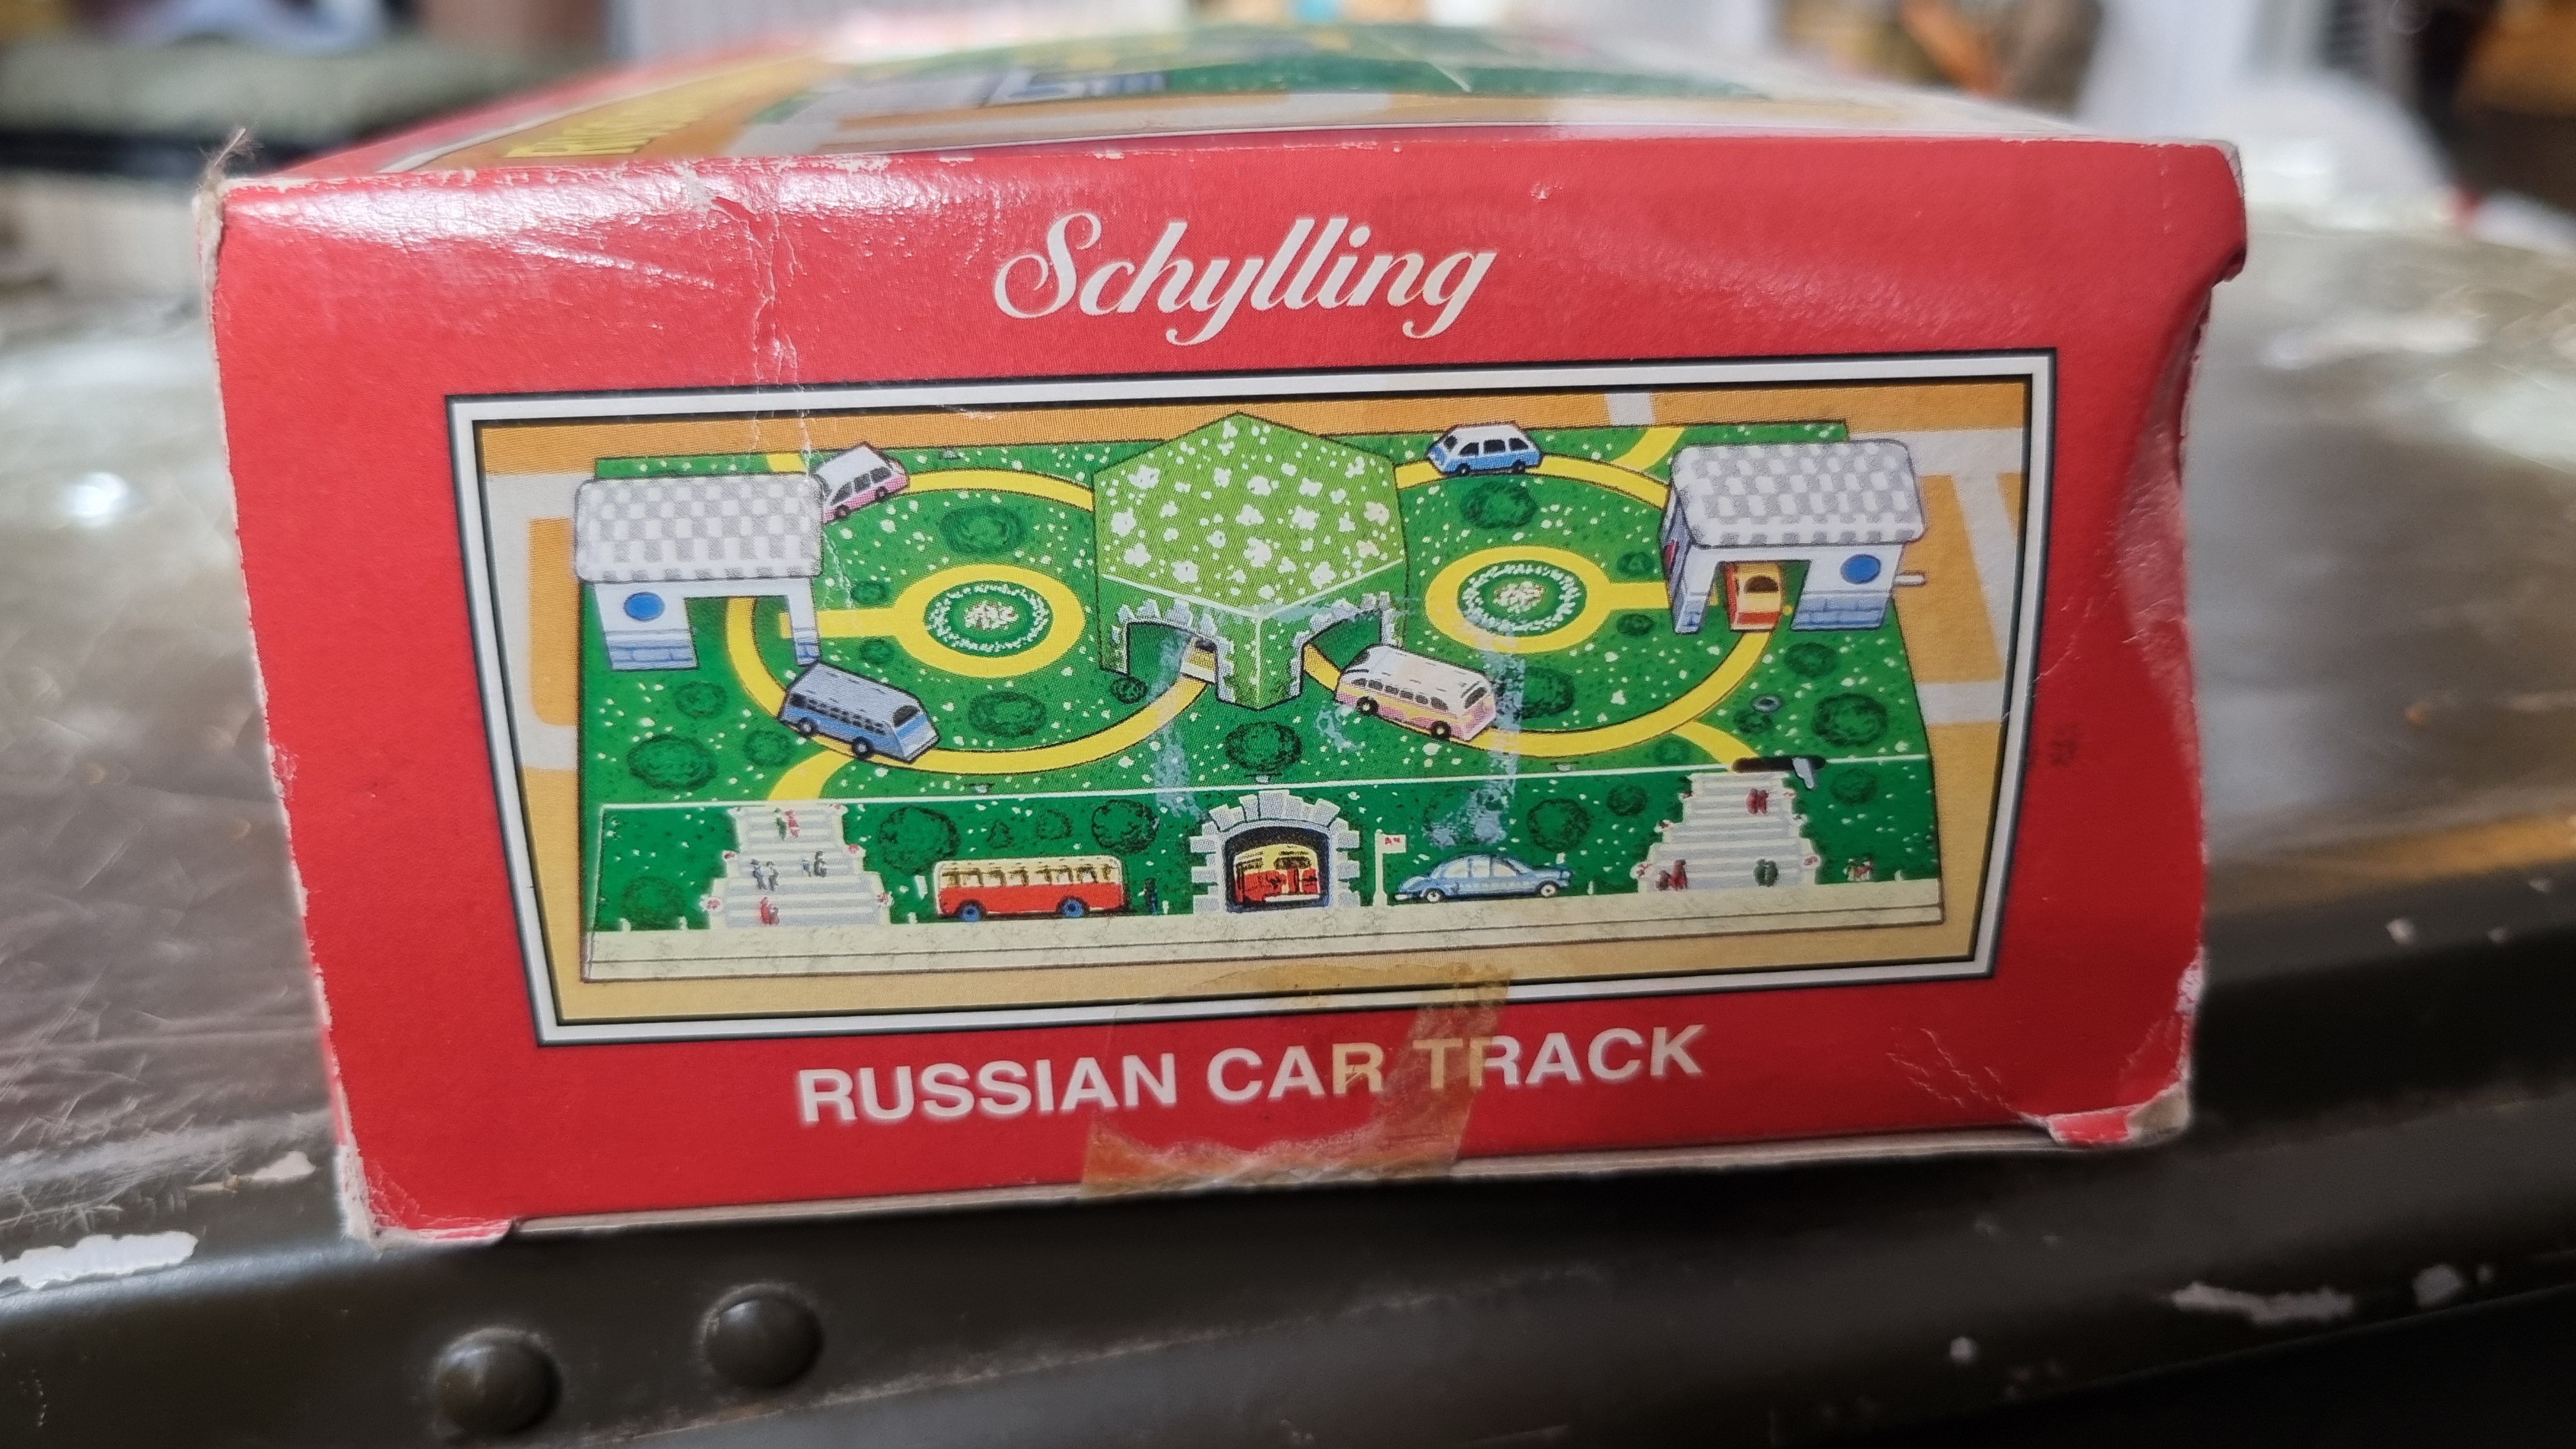 Schylling
RUSSIAN CAR TRACK